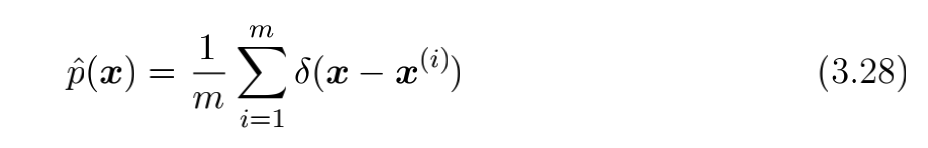 p̂(𝒙) = 1/m ∑_{i=1}^{m} δ(𝒙 − 𝒙^{(i)}) (3.28)